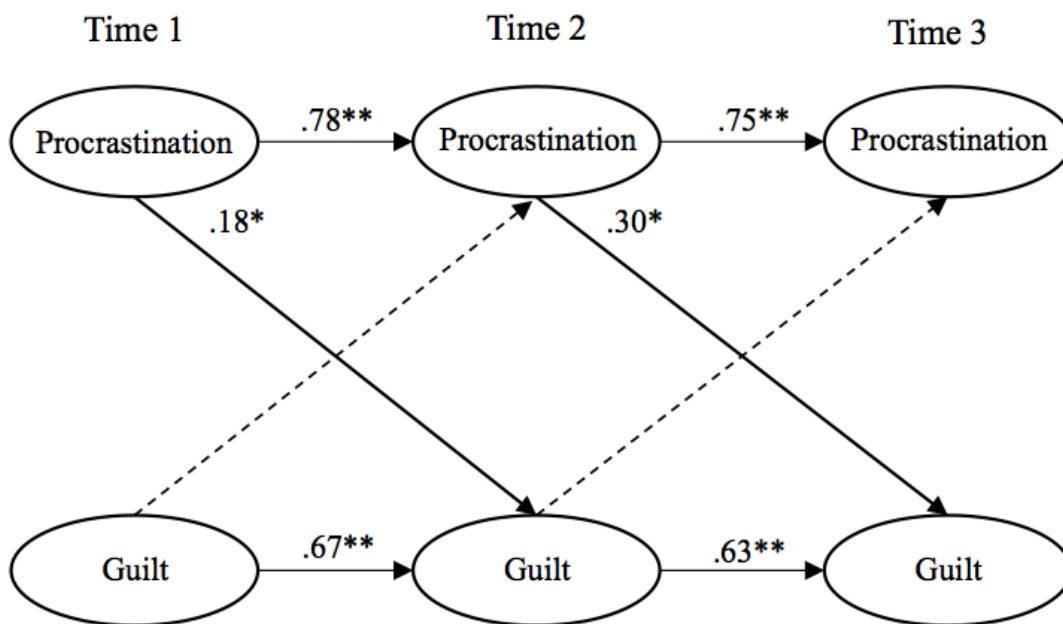 Time 1
Time 2
Time 3
Procrastination
.78**
Procrastination
.75**
Procrastination
.18*
.30*
Guilt
.67**
Guilt
.63**
Guilt